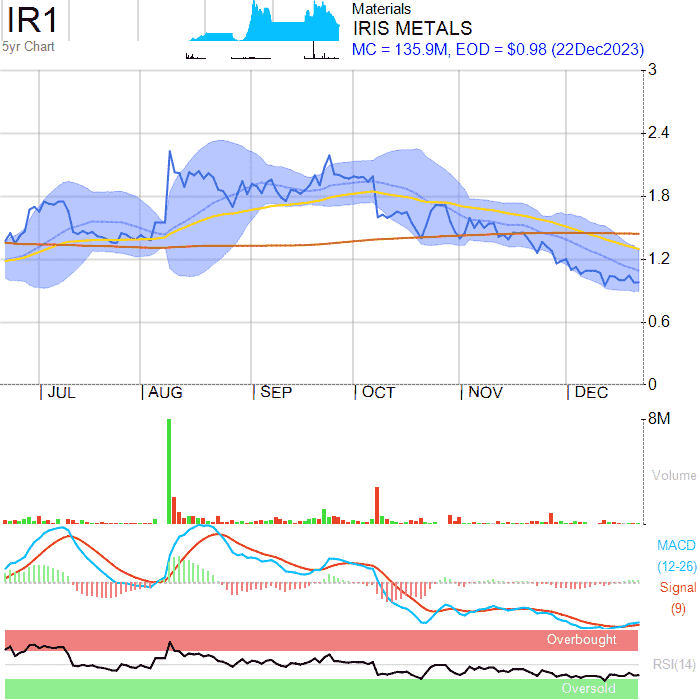 IR1
5yr Chart
Materials
IRIS METALS
MC = 135.9M, EOD = $0.98 (22Dec2023)
3
2.4
1.8
1.2
0.6
0
JUL AUG SEP OCT NOV DEC
8M
Volume
MACD
(12-26)
Signal
(9)
Overbought
RSI(14)
Oversold